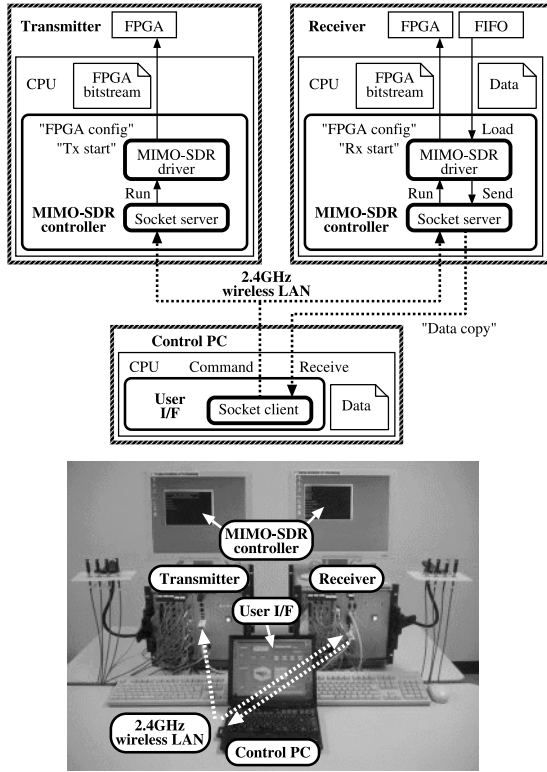 Transmitter
FPGA
CPU
FPGA
bitstream
"FPGA config"
"Tx start"
MIMO-SDR
driver
Run
MIMO-SDR
controller
Socket server
Receiver
FPGA
FIFO
CPU
FPGA
bitstream
Data
"FPGA config"
Load
"Rx start"
MIMO-SDR
driver
Run
Send
MIMO-SDR
controller
Socket server
2.4GHz
wireless LAN
"Data copy"
Control PC
CPU
Command
Receive
User
I/F
Socket client
Data
MIMO-SDR
controller
Transmitter
Receiver
User I/F
2.4GHz
wireless LAN
Control PC